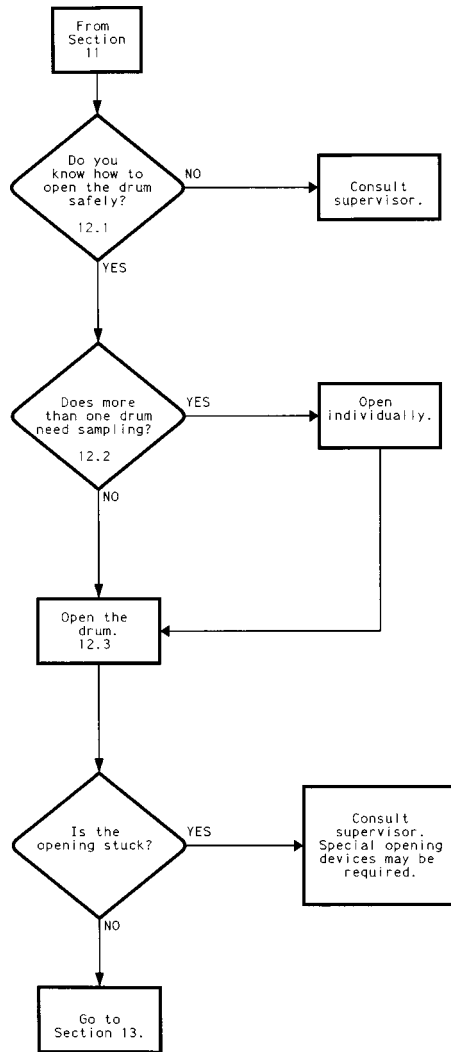 From
Section
11
Do you
know how to
open the drum
safely?
12.1
NO
Consult
supervisor.
YES
Does more
than one drum
need sampling?
12.2
YES
Open
individually.
NO
Open the
drum.
12.3
Is the
opening stuck?
YES
Consult
supervisor.
Special opening
devices may be
required.
NO
Go to
Section 13.